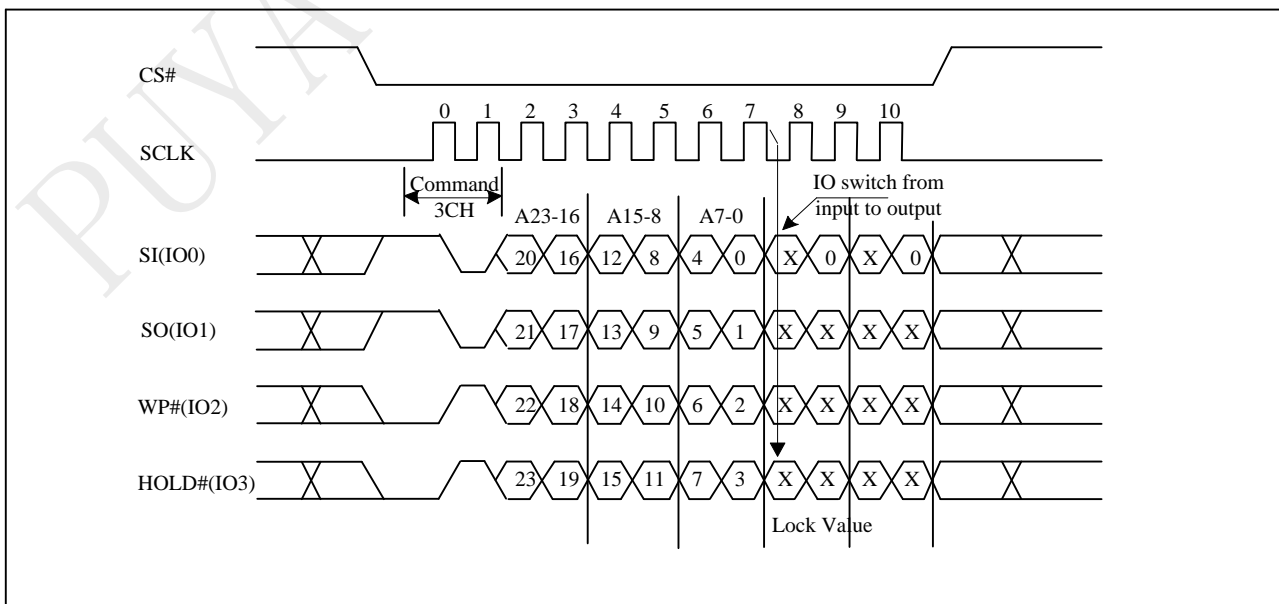 PUYA
CS#
0 1 2 3 4 5 6 7 8 9 10
SCLK
Command
3CH
IO switch from
input to output
A23-16 A15-8 A7-0
SI(IO0) 20 16 12 8 4 0 X 0 X 0
SO(IO1) 21 17 13 9 5 1 X X X X
WP#(IO2) 22 18 14 10 6 2 X X X X
HOLD#(IO3) 23 19 15 11 7 3 X X X X
Lock Value